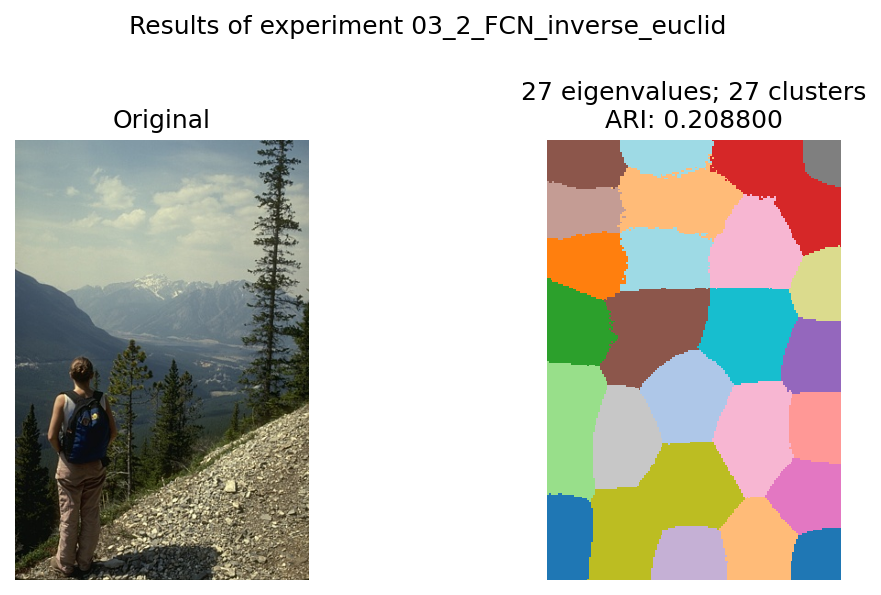 Results of experiment 03_2_FCN_inverse_euclid
Original
27 eigenvalues; 27 clusters
ARI: 0.208800